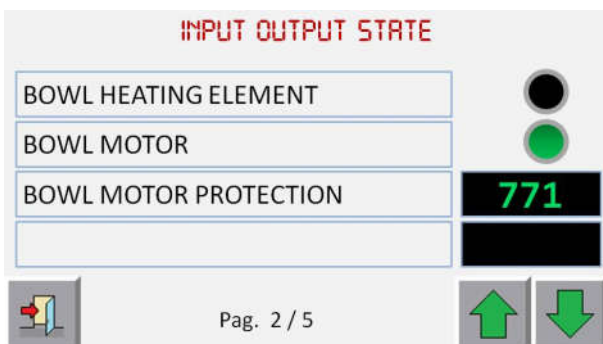 INPUT OUTPUT STATE
BOWL HEATING ELEMENT
BOWL MOTOR
BOWL MOTOR PROTECTION 771
Pag. 2 / 5